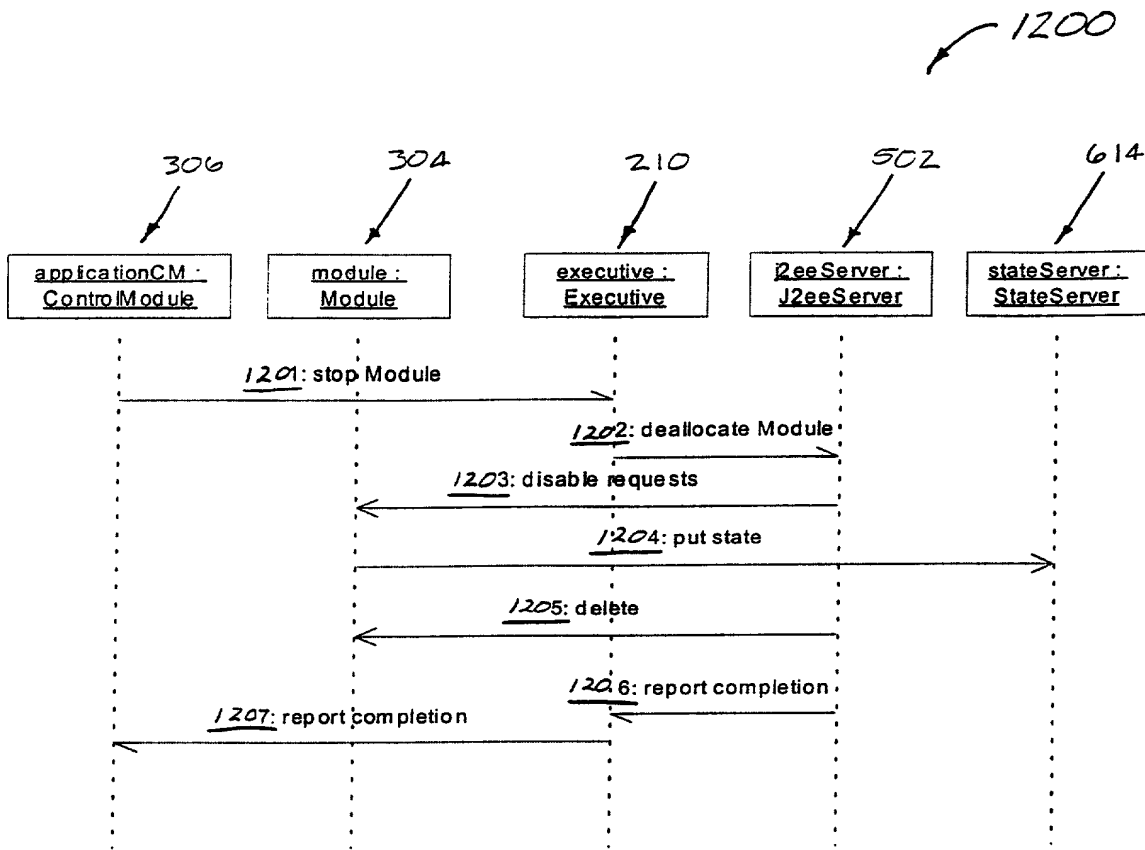 1200
306
304
210
502
614
applicationCM :
ControlModule
module :
Module
executive :
Executive
j2eeServer :
J2eeServer
stateServer :
StateServer
1201: stop Module
1202: deallocate Module
1203: disable requests
1204: put state
1205: delete
1206: report completion
1207: report completion